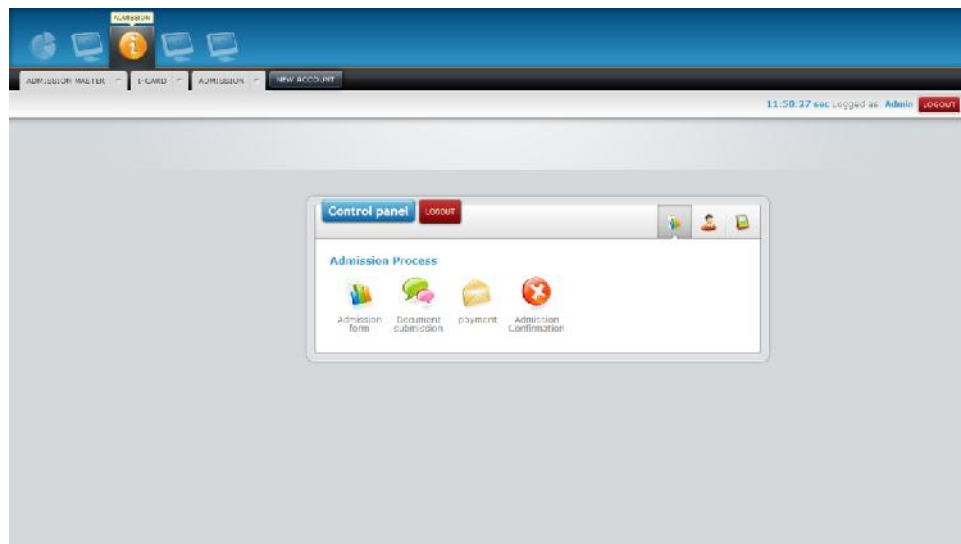 ADMISSION
ADMISSION MASTER
I-CARD
ADMISSION
NEW ACCOUNT
11:50:27 sec Logged as Admin LOGOUT
Control panel LOGOUT
Admission Process
Admission form
Document submission
payment
Admission Confirmation